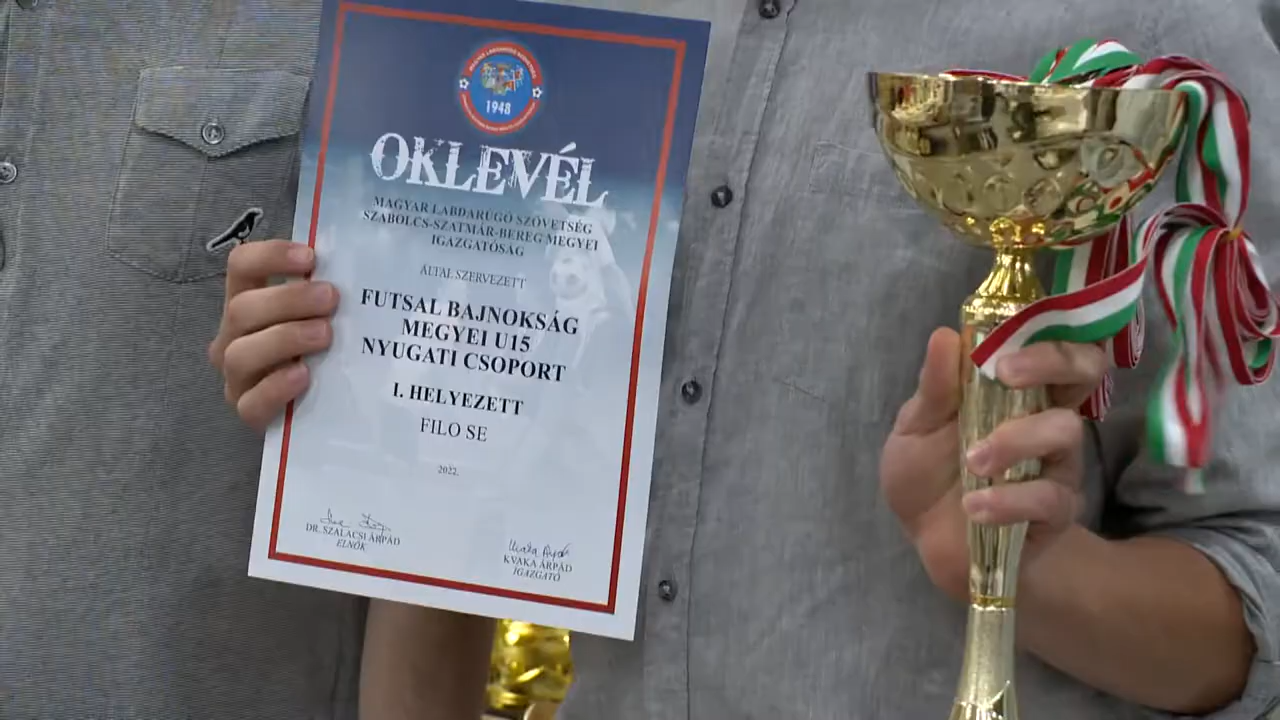 1948
OKLEVÉL
MAGYAR LABDARÚGÓ SZÖVETSÉG
SZABOLCS-SZATMÁR-BEREG MEGYEI
IGAZGATÓSÁG
ÁLTAL SZERVEZETT
FUTSAL BAJNOKSÁG
MEGYEI U15
NYUGATI CSOPORT
I. HELYEZETT
FILO SE
2022.
DR. SZALACSI ÁRPÁD
ELNÖK
KVAKA ÁRPÁD
IGAZGATÓ